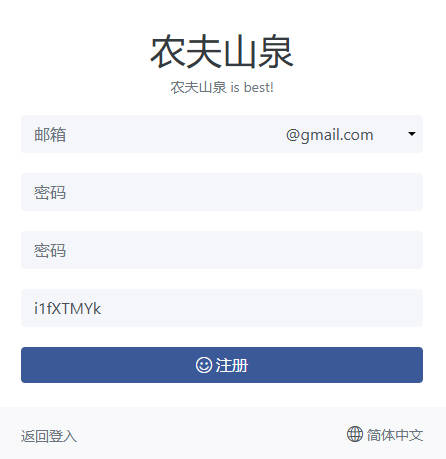 农夫山泉
农夫山泉 is best!
邮箱 @gmail.com
密码
密码
i1fXTMYk
注册
返回登入 简体中文